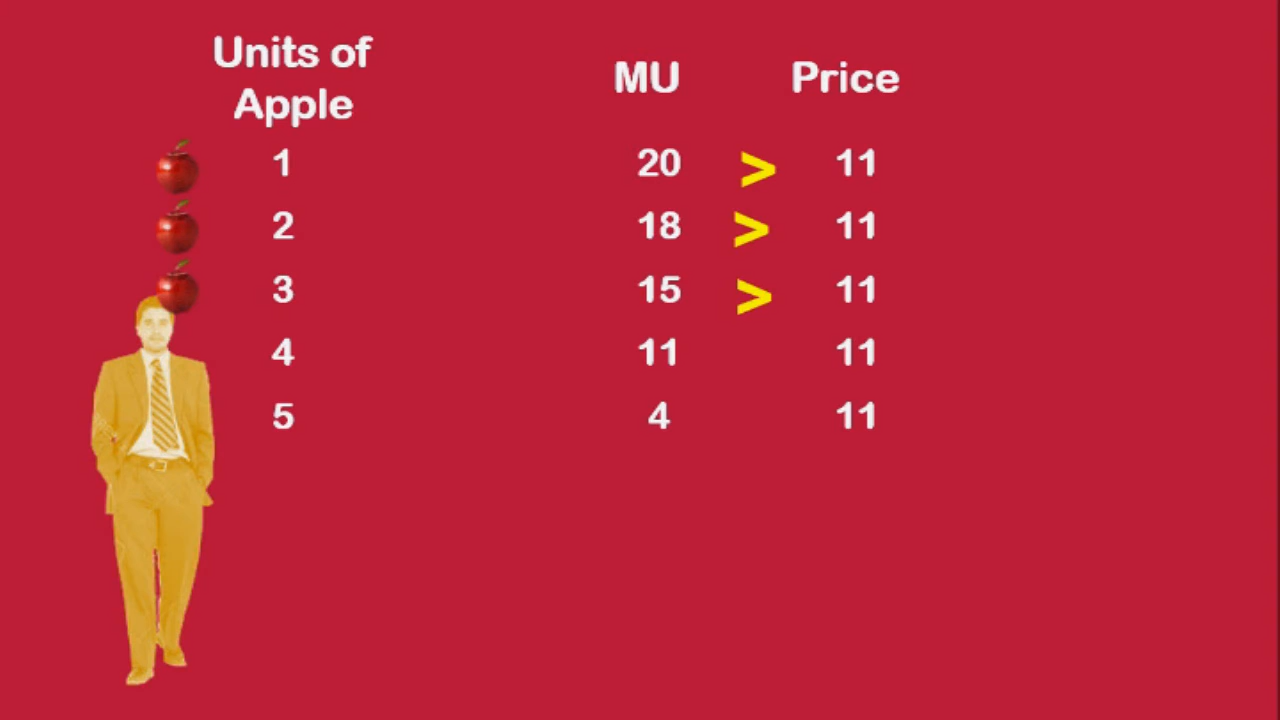 Units of
Apple
MU
Price
1 20 > 11
2 18 > 11
3 15 > 11
4 11 11
5 4 11